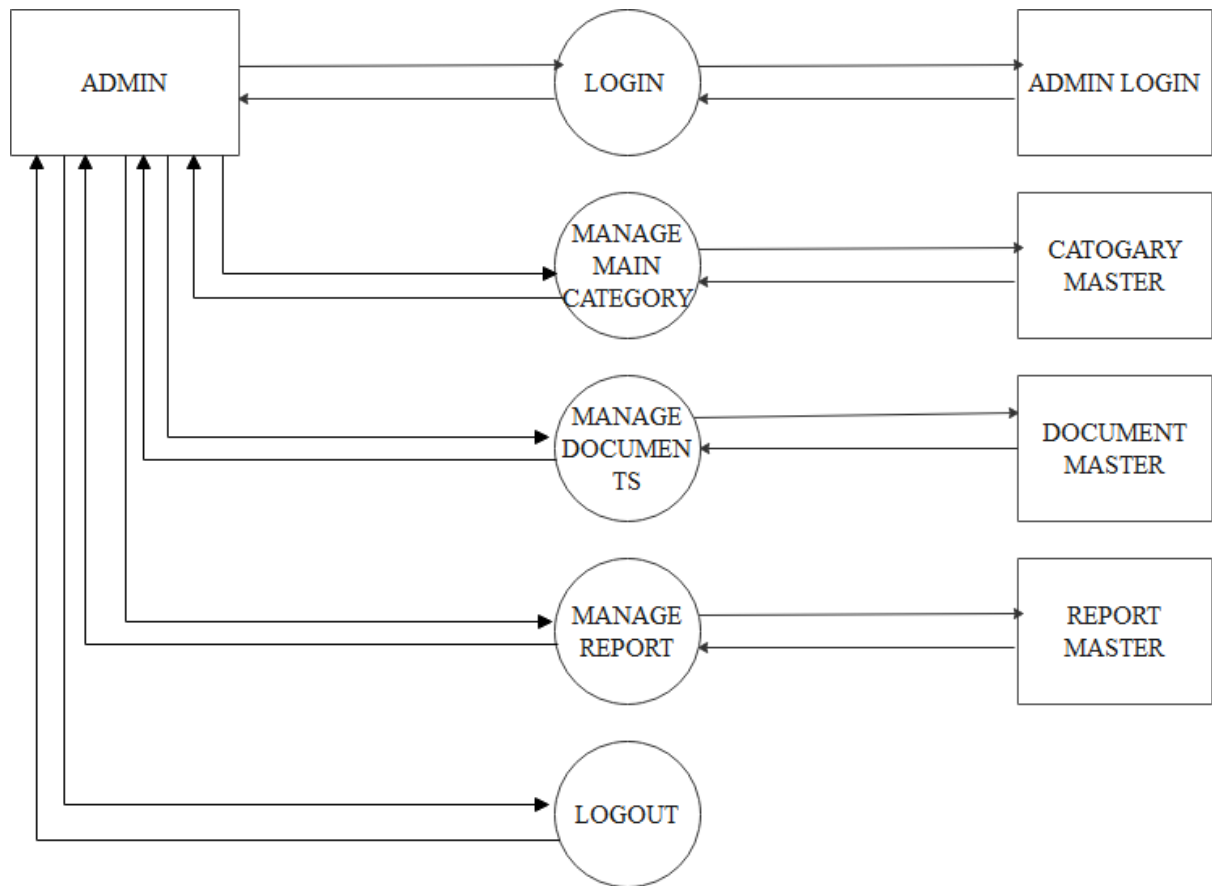 ADMIN
LOGIN
ADMIN LOGIN
MANAGE
MAIN
CATEGORY
CATOGARY
MASTER
MANAGE
DOCUMEN
TS
DOCUMENT
MASTER
MANAGE
REPORT
REPORT
MASTER
LOGOUT